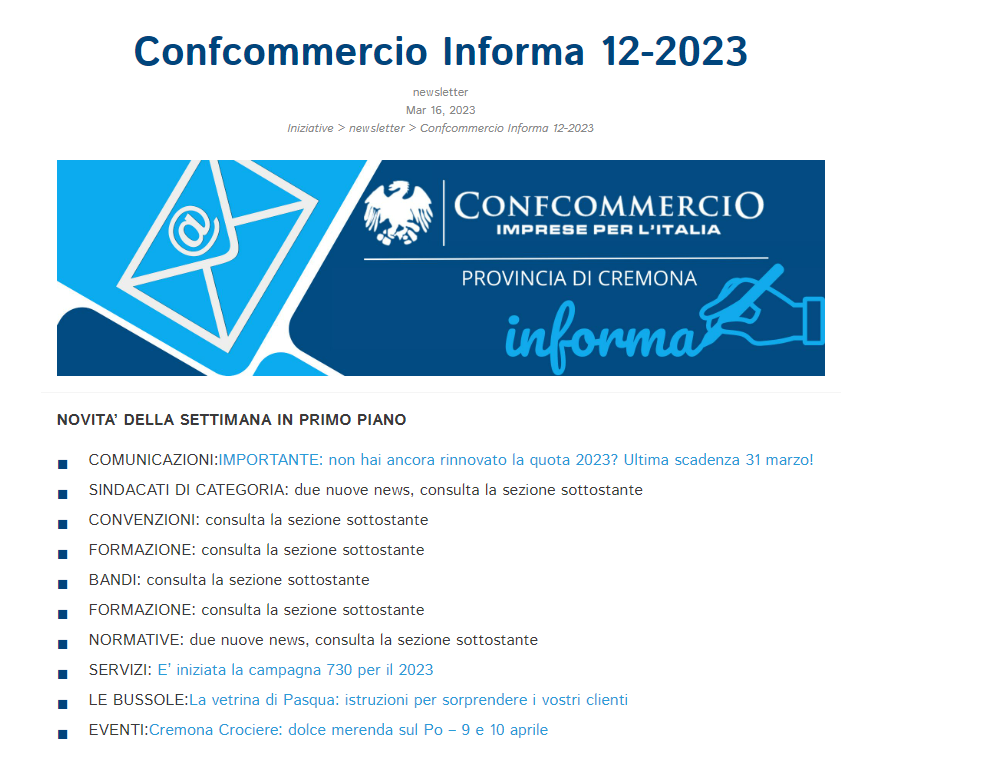 Confcommercio Informa 12-2023
newsletter
Mar 16, 2023
Iniziative > newsletter > Confcommercio Informa 12-2023
@
CONFCOMMERCIO
IMPRESE PER L'ITALIA
PROVINCIA DI CREMONA
informa
NOVITA’ DELLA SETTIMANA IN PRIMO PIANO
COMUNICAZIONI:IMPORTANTE: non hai ancora rinnovato la quota 2023? Ultima scadenza 31 marzo!
SINDACATI DI CATEGORIA: due nuove news, consulta la sezione sottostante
CONVENZIONI: consulta la sezione sottostante
FORMAZIONE: consulta la sezione sottostante
BANDI: consulta la sezione sottostante
FORMAZIONE: consulta la sezione sottostante
NORMATIVE: due nuove news, consulta la sezione sottostante
SERVIZI: E’ iniziata la campagna 730 per il 2023
LE BUSSOLE:La vetrina di Pasqua: istruzioni per sorprendere i vostri clienti
EVENTI:Cremona Crociere: dolce merenda sul Po – 9 e 10 aprile